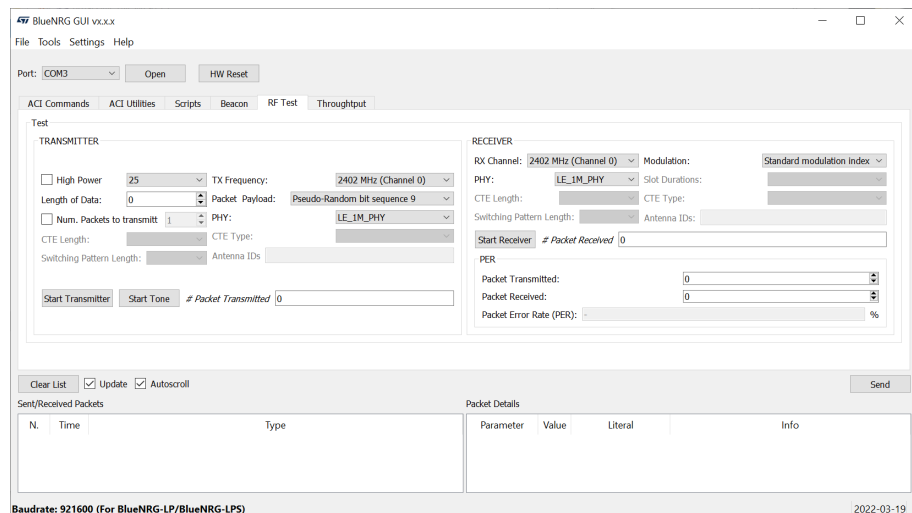 BlueNRG GUI vx.x.x
File Tools Settings Help
Port: COM3 Open HW Reset
ACI Commands ACI Utilities Scripts Beacon RF Test Throughtput
Test
TRANSMITTER
High Power 25 TX Frequency: 2402 MHz (Channel 0)
Length of Data: 0 Packet Payload: Pseudo-Random bit sequence 9
Num. Packets to transmitt 1 PHY: LE_1M_PHY
CTE Length: CTE Type:
Switching Pattern Length: Antenna IDs
Start Transmitter Start Tone # Packet Transmitted 0
RECEIVER
RX Channel: 2402 MHz (Channel 0) Modulation: Standard modulation index
PHY: LE_1M_PHY Slot Durations:
CTE Length: CTE Type:
Switching Pattern Length: Antenna IDs:
Start Receiver # Packet Received 0
PER
Packet Transmitted: 0
Packet Received: 0
Packet Error Rate (PER): - %
Clear List Update Autoscroll Send
Sent/Received Packets
N. Time Type
Packet Details
Parameter Value Literal Info
Baudrate: 921600 (For BlueNRG-LP/BlueNRG-LPS) 2022-03-19